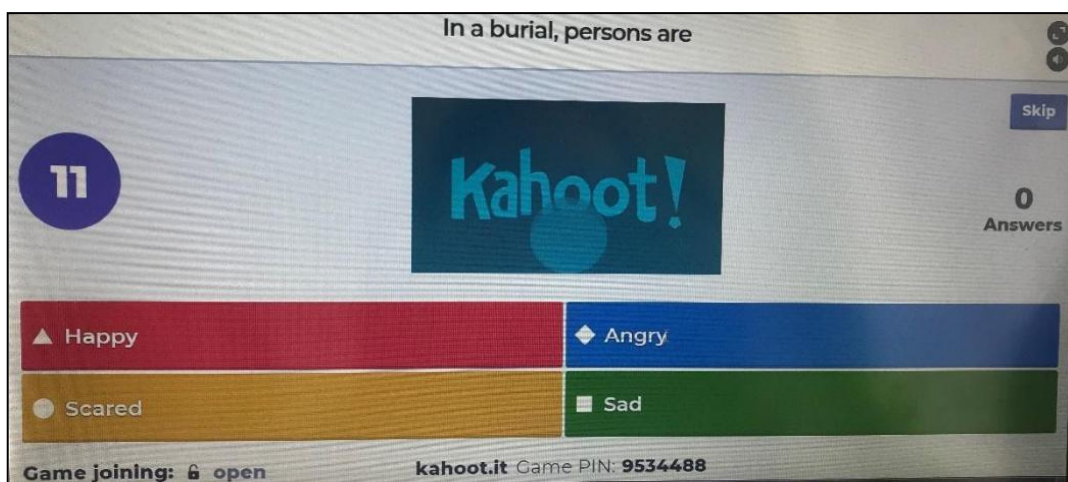 In a burial, persons are
Skip
11
Kahoot!
0
Answers
Happy
Angry
Scared
Sad
Game joining: open
kahoot.it Game PIN: 9534488